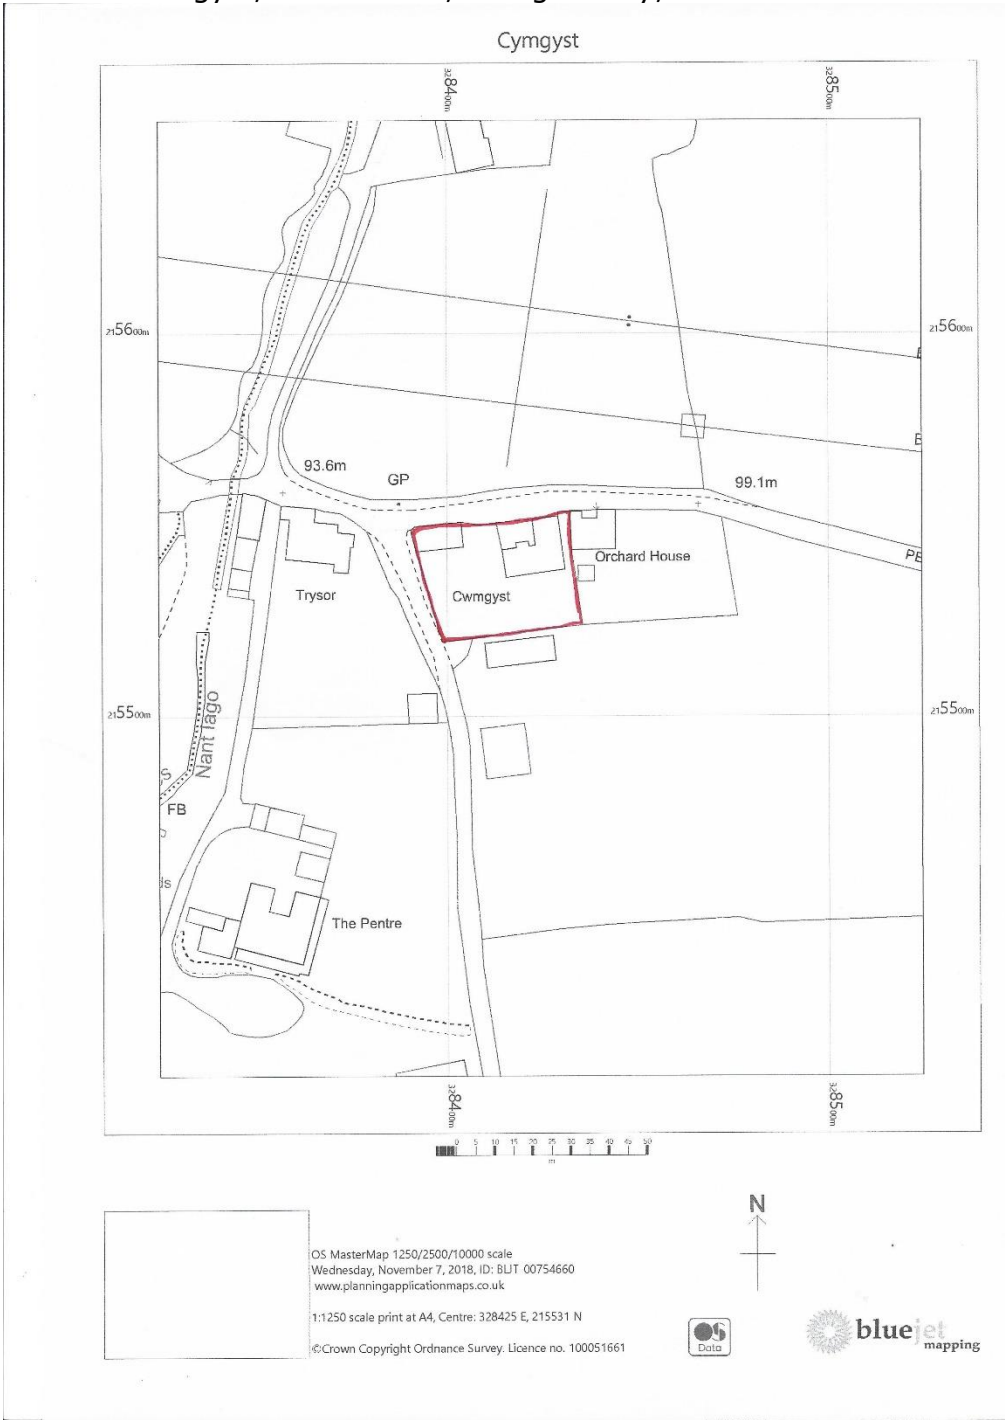 Cymgyst
³²84⁰⁰m
³²85⁰⁰m
²¹56⁰⁰m
²¹56⁰⁰m
93.6m
GP
99.1m
Orchard House
Trysor
Cwmgyst
²¹55⁰⁰m
²¹55⁰⁰m
Nant Iago
FB
The Pentre
³²84⁰⁰m
³²85⁰⁰m
0 5 10 15 20 25 30 35 40 45 50
m
N
OS MasterMap 1250/2500/10000 scale
Wednesday, November 7, 2018, ID: BLJT 00754660
www.planningapplicationmaps.co.uk
1:1250 scale print at A4, Centre: 328425 E, 215531 N
©Crown Copyright Ordnance Survey. Licence no. 100051661
OS
Data
bluejet
mapping